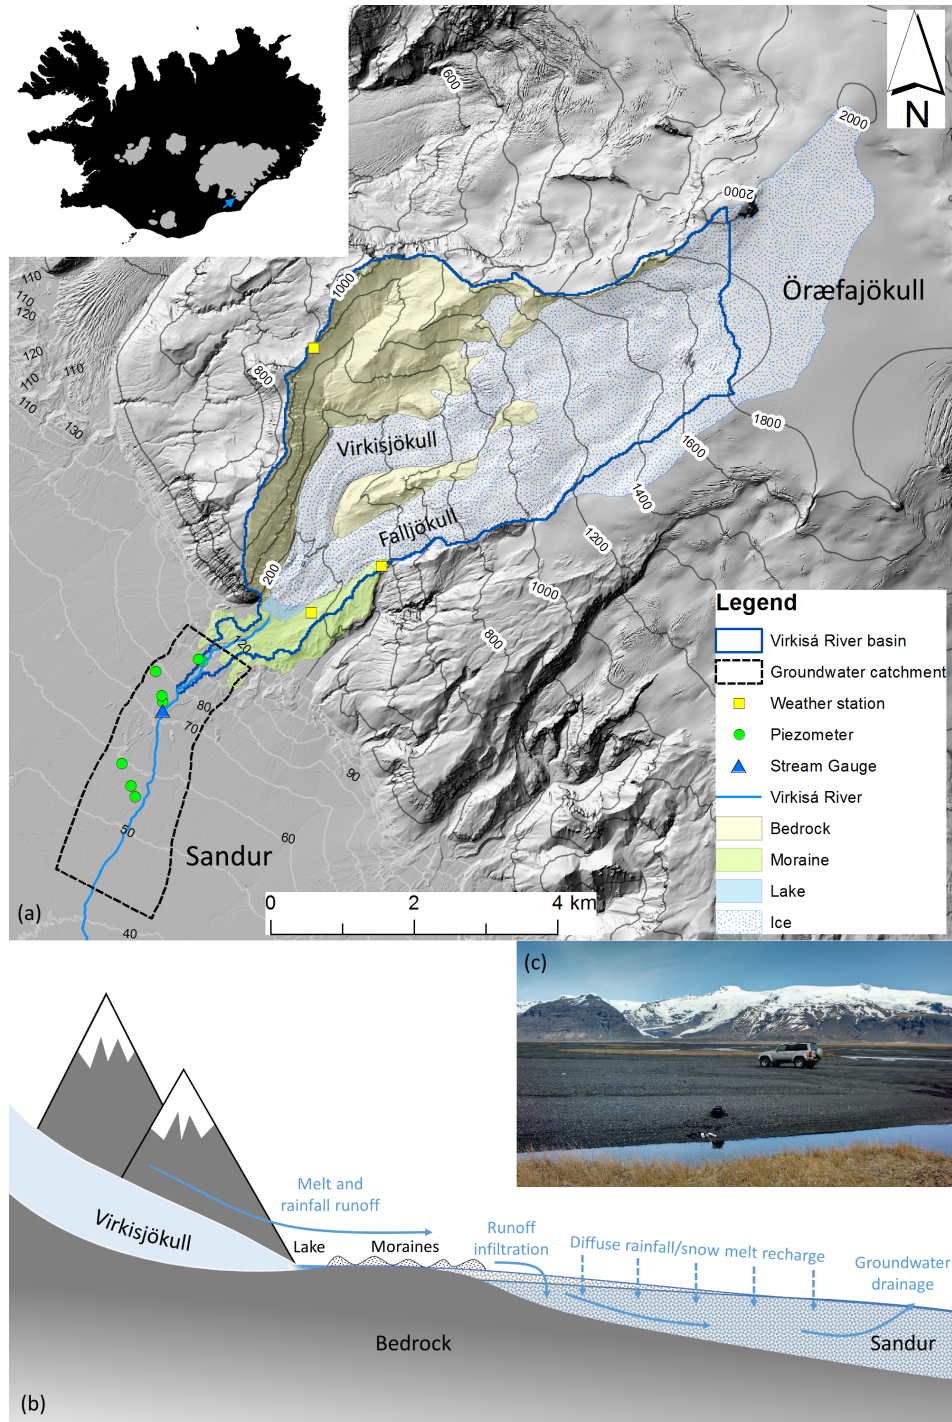 N
600
2000
2000
Öræfajökull
1000
110
110
120
800
120
110
110
110
130
Virkisjökull
1800
1600
1400
Falljökull
1200
200
1000
800
80
70
90
50
60
Sandur
40
(a)
0 2 4 km
Legend
Virkisá River basin
Groundwater catchment
Weather station
Piezometer
Stream Gauge
Virkisá River
Bedrock
Moraine
Lake
Ice
(c)
Melt and
rainfall runoff
Virkisjökull
Lake
Moraines
Runoff
infiltration
Diffuse rainfall/snow melt recharge
Groundwater
drainage
Bedrock
Sandur
(b)